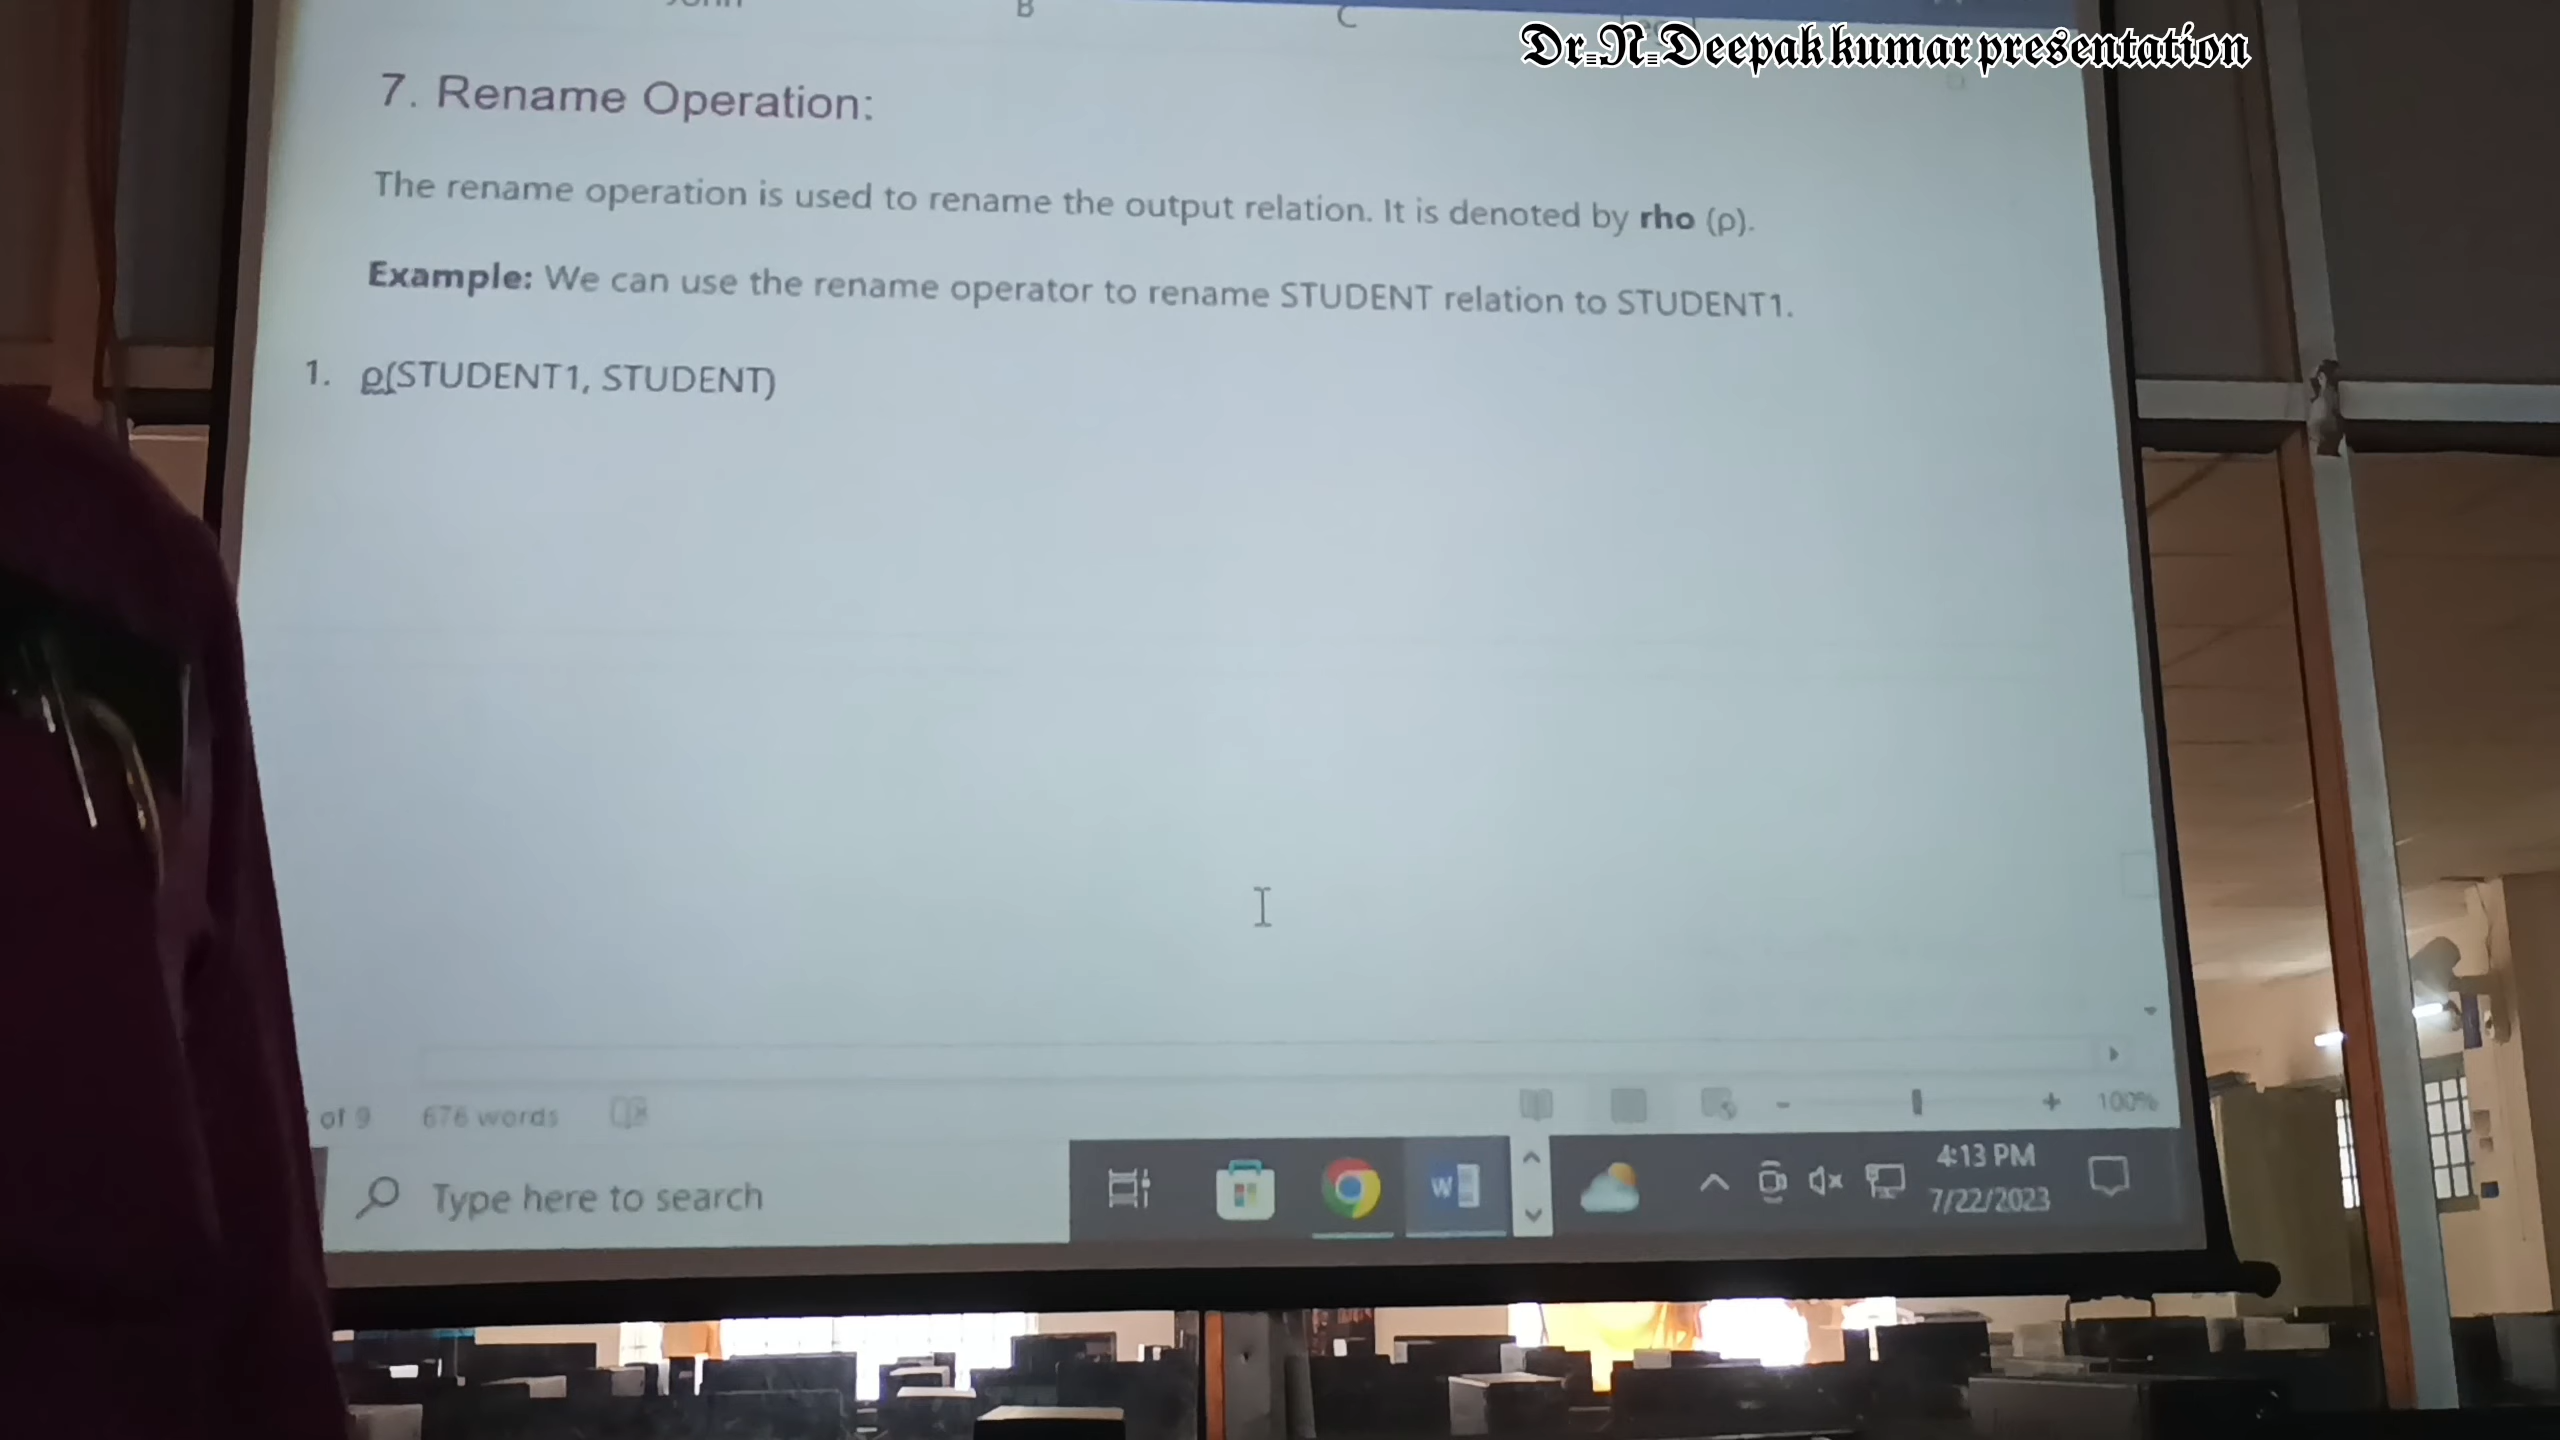 B C
Dr.N.Deepak kumar presentation
7. Rename Operation:
The rename operation is used to rename the output relation. It is denoted by rho (ρ).
Example: We can use the rename operator to rename STUDENT relation to STUDENT1.
1. ρ(STUDENT1, STUDENT)
of 9 676 words 100%
Type here to search
W
4:13 PM
7/22/2023